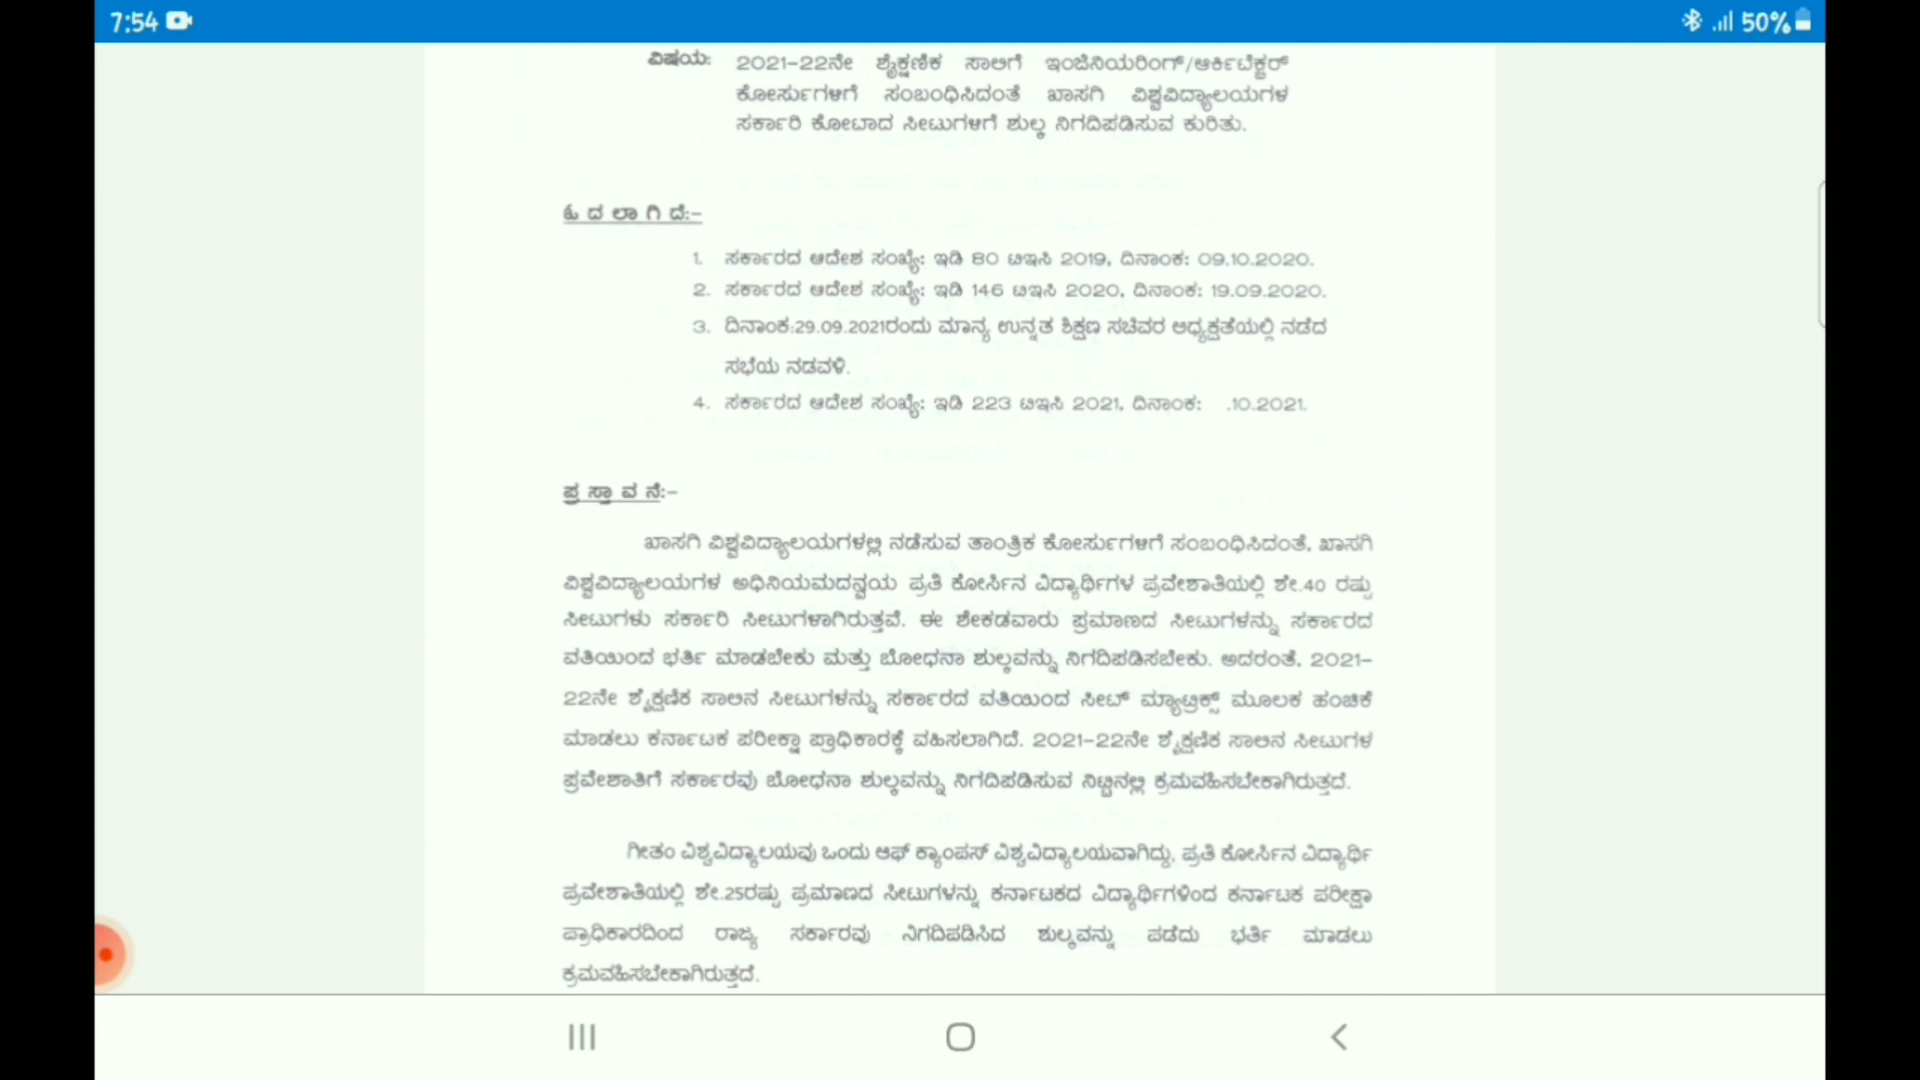 7:54
50%
ವಿಷಯ: 2021-22ನೇ ಶೈಕ್ಷಣಿಕ ಸಾಲಿಗೆ ಇಂಜಿನಿಯರಿಂಗ್/ಆರ್ಕಿಟೆಕ್ಚರ್
ಕೋರ್ಸುಗಳಿಗೆ ಸಂಬಂಧಿಸಿದಂತೆ ಖಾಸಗಿ ವಿಶ್ವವಿದ್ಯಾಲಯಗಳ
ಸರ್ಕಾರಿ ಕೋಟಾದ ಸೀಟುಗಳಿಗೆ ಶುಲ್ಕ ನಿಗದಿಪಡಿಸುವ ಕುರಿತು.
ಓ ದ ಲಾ ಗಿ ದೆ:-
1. ಸರ್ಕಾರದ ಆದೇಶ ಸಂಖ್ಯೆ: ಇಡಿ 80 ಟಿಇಸಿ 2019, ದಿನಾಂಕ: 09.10.2020.
2. ಸರ್ಕಾರದ ಆದೇಶ ಸಂಖ್ಯೆ: ಇಡಿ 146 ಟಿಇಸಿ 2020, ದಿನಾಂಕ: 19.09.2020.
3. ದಿನಾಂಕ:29.09.2021ರಂದು ಮಾನ್ಯ ಉನ್ನತ ಶಿಕ್ಷಣ ಸಚಿವರ ಅಧ್ಯಕ್ಷತೆಯಲ್ಲಿ ನಡೆದ
ಸಭೆಯ ನಡವಳಿ.
4. ಸರ್ಕಾರದ ಆದೇಶ ಸಂಖ್ಯೆ: ಇಡಿ 223 ಟಿಇಸಿ 2021, ದಿನಾಂಕ: .10.2021.
ಪ್ರ ಸ್ತಾ ವ ನೆ:-
ಖಾಸಗಿ ವಿಶ್ವವಿದ್ಯಾಲಯಗಳಲ್ಲಿ ನಡೆಸುವ ತಾಂತ್ರಿಕ ಕೋರ್ಸುಗಳಿಗೆ ಸಂಬಂಧಿಸಿದಂತೆ, ಖಾಸಗಿ
ವಿಶ್ವವಿದ್ಯಾಲಯಗಳ ಅಧಿನಿಯಮದನ್ವಯ ಪ್ರತಿ ಕೋರ್ಸಿನ ವಿದ್ಯಾರ್ಥಿಗಳ ಪ್ರವೇಶಾತಿಯಲ್ಲಿ ಶೇ.40 ರಷ್ಟು
ಸೀಟುಗಳು ಸರ್ಕಾರಿ ಸೀಟುಗಳಾಗಿರುತ್ತವೆ. ಈ ಶೇಕಡವಾರು ಪ್ರಮಾಣದ ಸೀಟುಗಳನ್ನು ಸರ್ಕಾರದ
ವತಿಯಿಂದ ಭರ್ತಿ ಮಾಡಬೇಕು ಮತ್ತು ಬೋಧನಾ ಶುಲ್ಕವನ್ನು ನಿಗದಿಪಡಿಸಬೇಕು. ಅದರಂತೆ, 2021-
22ನೇ ಶೈಕ್ಷಣಿಕ ಸಾಲಿನ ಸೀಟುಗಳನ್ನು ಸರ್ಕಾರದ ವತಿಯಿಂದ ಸೀಟ್ ಮ್ಯಾಟ್ರಿಕ್ಸ್ ಮೂಲಕ ಹಂಚಿಕೆ
ಮಾಡಲು ಕರ್ನಾಟಕ ಪರೀಕ್ಷಾ ಪ್ರಾಧಿಕಾರಕ್ಕೆ ವಹಿಸಲಾಗಿದೆ. 2021-22ನೇ ಶೈಕ್ಷಣಿಕ ಸಾಲಿನ ಸೀಟುಗಳ
ಪ್ರವೇಶಾತಿಗೆ ಸರ್ಕಾರವು ಬೋಧನಾ ಶುಲ್ಕವನ್ನು ನಿಗದಿಪಡಿಸುವ ನಿಟ್ಟಿನಲ್ಲಿ ಕ್ರಮವಹಿಸಬೇಕಾಗಿರುತ್ತದೆ.
ಗೀತಂ ವಿಶ್ವವಿದ್ಯಾಲಯವು ಒಂದು ಆಫ್ ಕ್ಯಾಂಪಸ್ ವಿಶ್ವವಿದ್ಯಾಲಯವಾಗಿದ್ದು, ಪ್ರತಿ ಕೋರ್ಸಿನ ವಿದ್ಯಾರ್ಥಿ
ಪ್ರವೇಶಾತಿಯಲ್ಲಿ ಶೇ.25ರಷ್ಟು ಪ್ರಮಾಣದ ಸೀಟುಗಳನ್ನು ಕರ್ನಾಟಕದ ವಿದ್ಯಾರ್ಥಿಗಳಿಂದ ಕರ್ನಾಟಕ ಪರೀಕ್ಷಾ
ಪ್ರಾಧಿಕಾರದಿಂದ ರಾಜ್ಯ ಸರ್ಕಾರವು ನಿಗದಿಪಡಿಸಿದ ಶುಲ್ಕವನ್ನು ಪಡೆದು ಭರ್ತಿ ಮಾಡಲು
ಕ್ರಮವಹಿಸಬೇಕಾಗಿರುತ್ತದೆ.